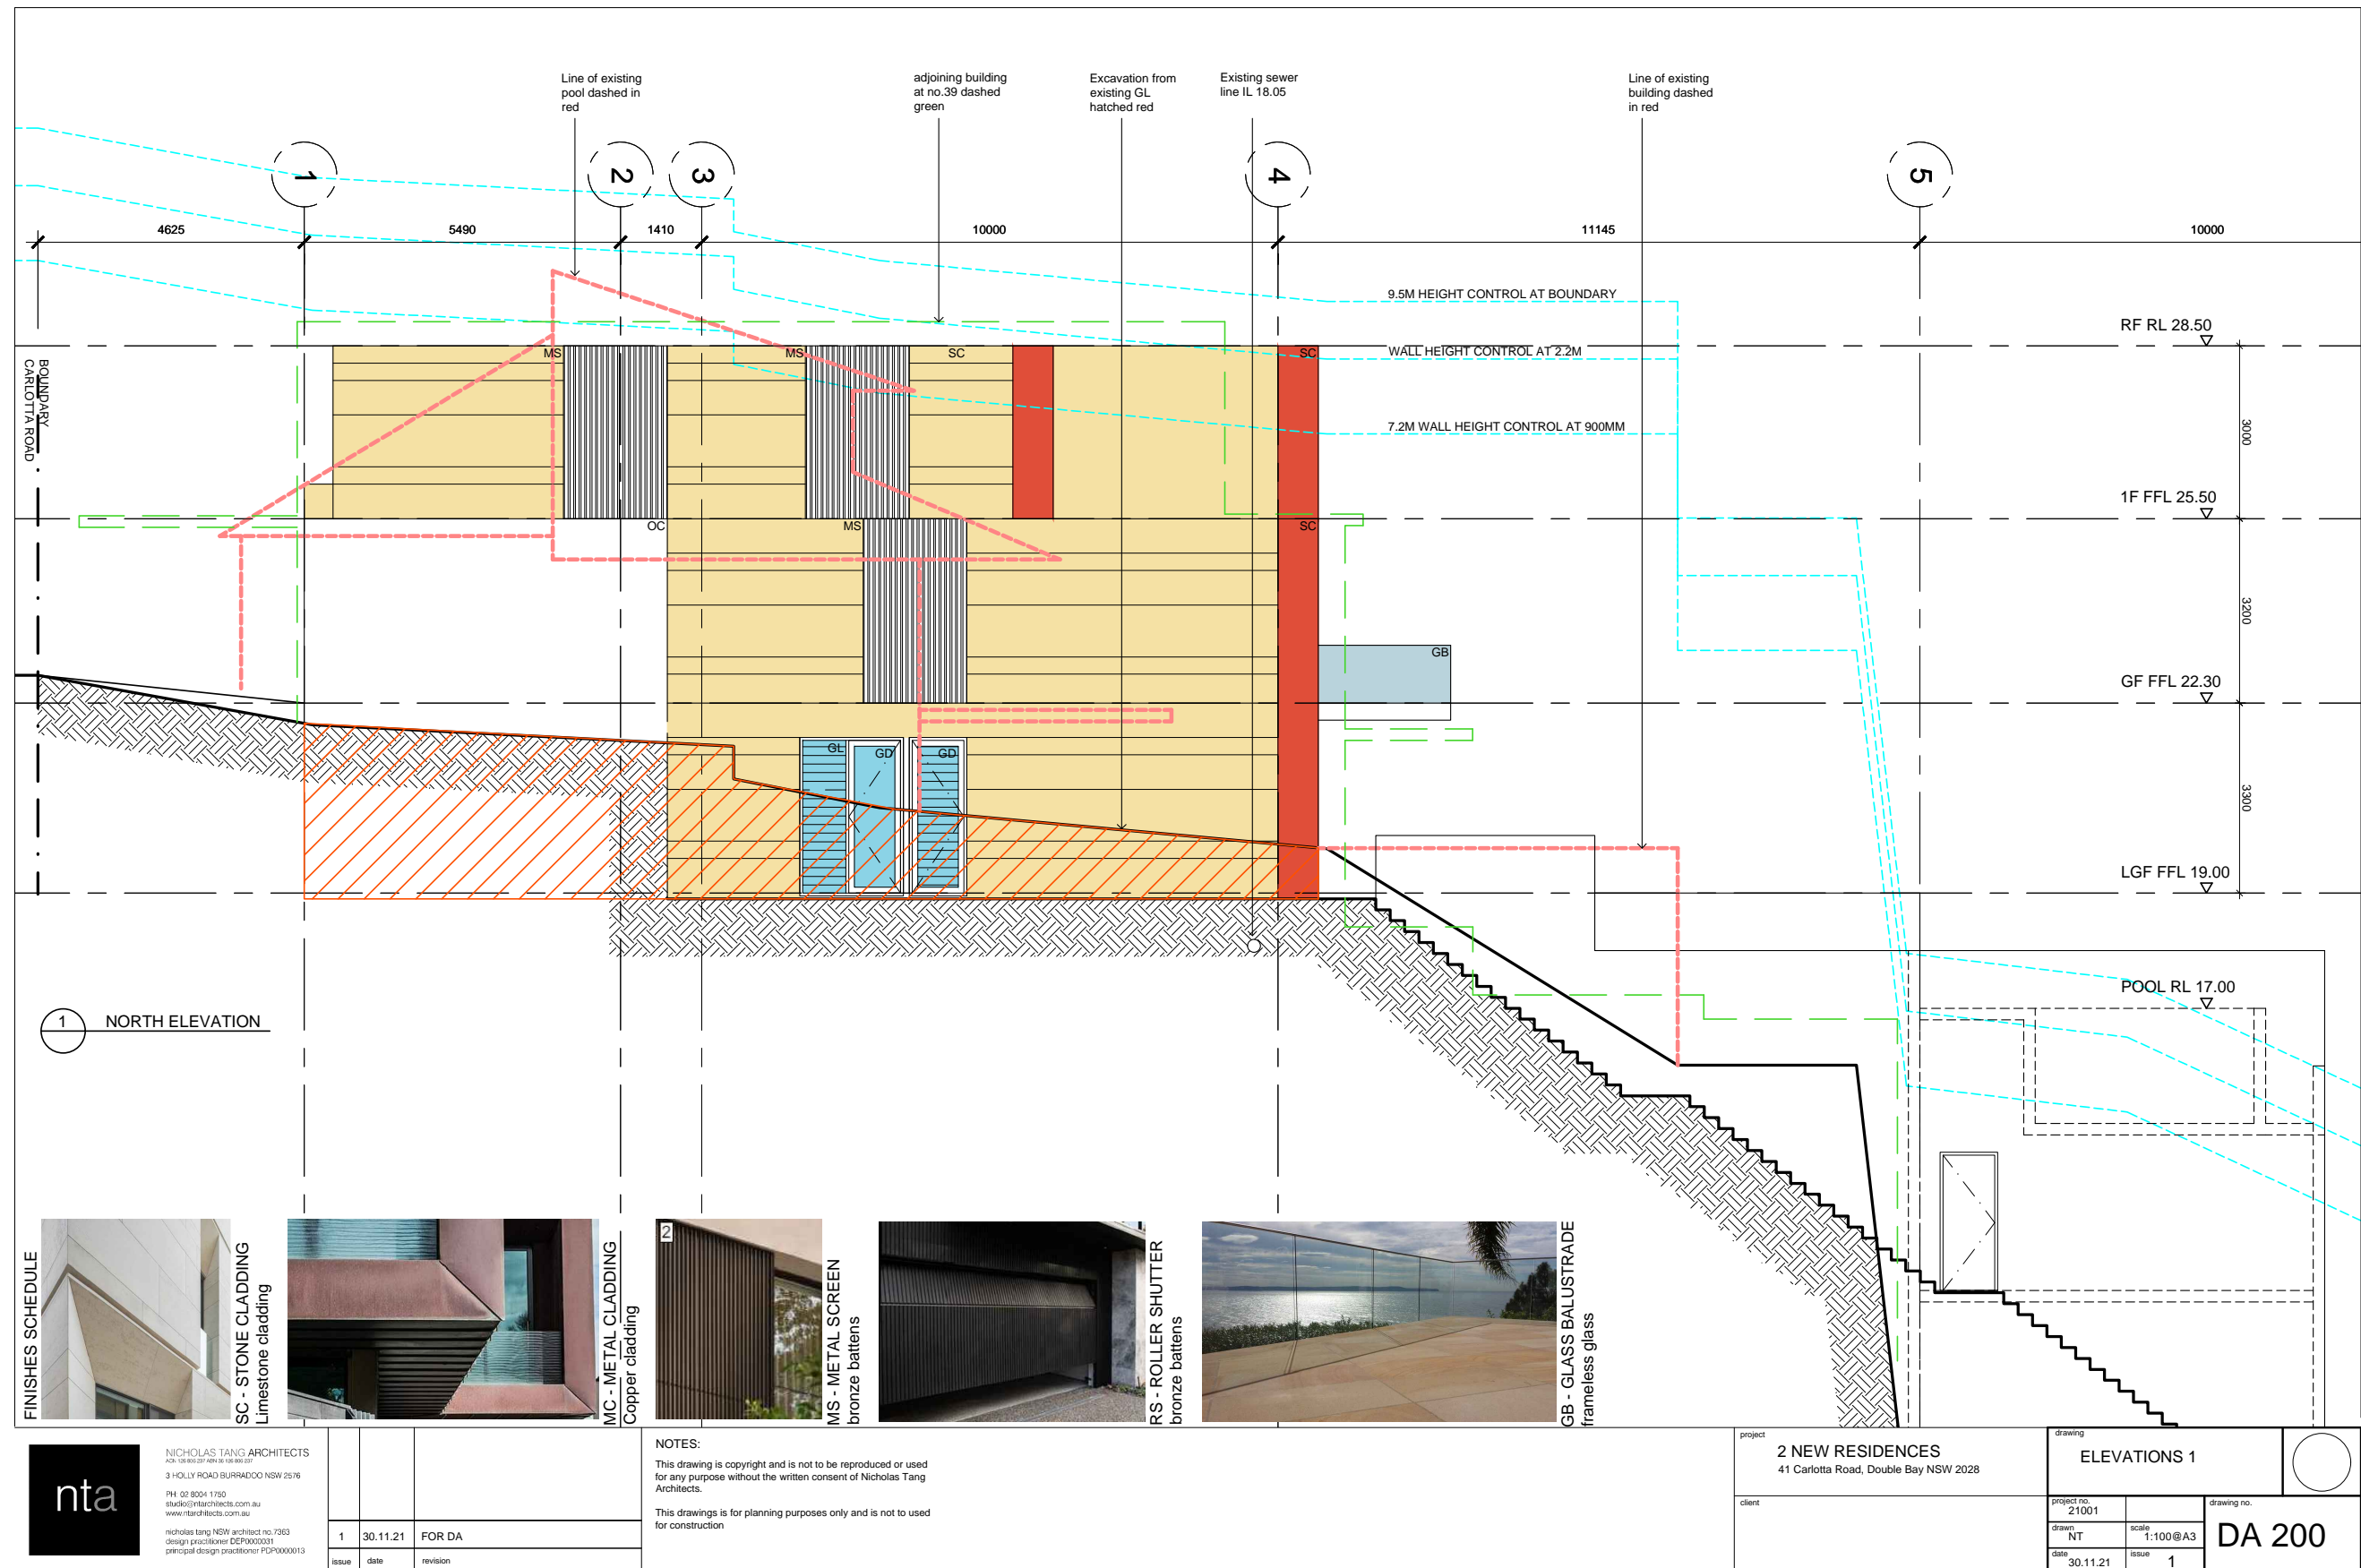 Line of existing
pool dashed in
red
adjoining building
at no.39 dashed
green
Excavation from
existing GL
hatched red
Existing sewer
line IL 18.05
Line of existing
building dashed
in red
1
2
3
4
5
4625
5490
1410
10000
11145
10000
9.5M HEIGHT CONTROL AT BOUNDARY
WALL HEIGHT CONTROL AT 2.2M
7.2M WALL HEIGHT CONTROL AT 900MM
RF RL 28.50
1F FFL 25.50
GF FFL 22.30
LGF FFL 19.00
POOL RL 17.00
3000
3200
3300
BOUNDARY
CARLOTTA ROAD
MS
MS
SC
SC
OC
MS
SC
GB
GL
GD
GD
1
NORTH ELEVATION
FINISHES SCHEDULE
SC - STONE CLADDING
Limestone cladding
MC - METAL CLADDING
Copper cladding
2
MS - METAL SCREEN
bronze battens
RS - ROLLER SHUTTER
bronze battens
GB - GLASS BALUSTRADE
frameless glass
nta
NICHOLAS TANG ARCHITECTS
3 HOLLY ROAD BURRADOO NSW 2576
PH: 02 8004 1750
studio@ntarchitects.com.au
www.ntarchitects.com.au
nicholas tang NSW architect no.7363
design practitioner DEP0000031
principal design practitioner PDP0000013
1 30.11.21 FOR DA
issue date revision
NOTES:
This drawing is copyright and is not to be reproduced or used
for any purpose without the written consent of Nicholas Tang
Architects.
This drawings is for planning purposes only and is not to used
for construction
project
2 NEW RESIDENCES
41 Carlotta Road, Double Bay NSW 2028
client
drawing
ELEVATIONS 1
project no.
21001
drawn
NT
scale
1:100@A3
date
30.11.21
issue
1
drawing no.
DA 200